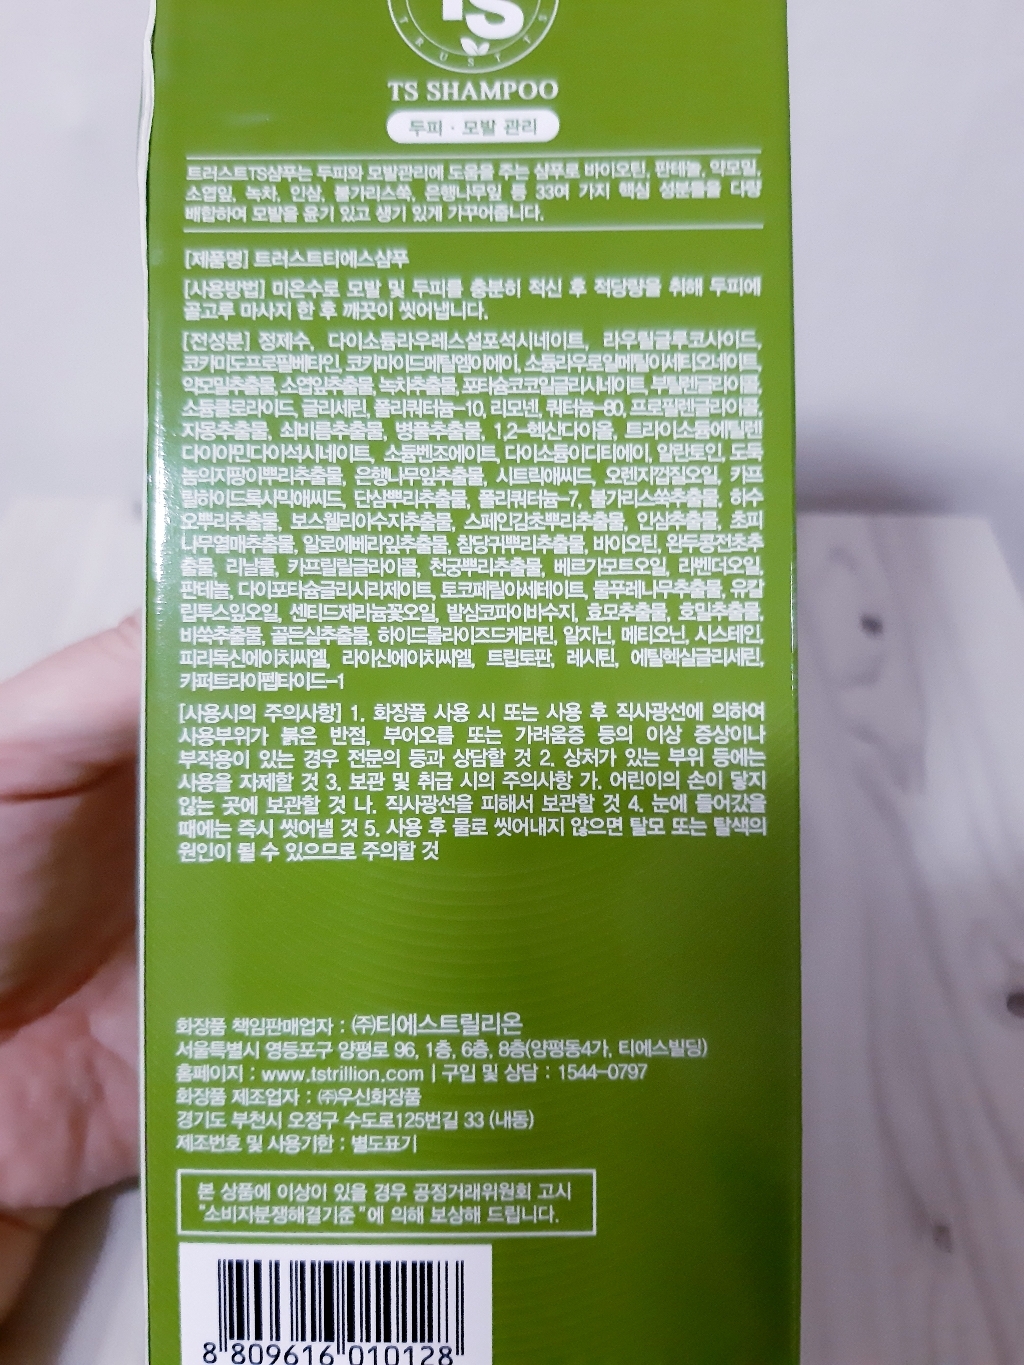 TS
TRUST TS
TS SHAMPOO
두피 · 모발 관리
트러스트TS샴푸는 두피와 모발관리에 도움을 주는 샴푸로 바이오틴, 판테놀, 약모밀,
소엽잎, 녹차, 인삼, 불가리스쑥, 은행나무잎 등 33여 가지 핵심 성분들을 다량
배합하여 모발을 윤기 있고 생기 있게 가꾸어줍니다.
[제품명] 트러스트티에스샴푸
[사용방법] 미온수로 모발 및 두피를 충분히 적신 후 적당량을 취해 두피에
골고루 마사지 한 후 깨끗이 씻어냅니다.
[전성분] 정제수, 다이소듐라우레스설포석시네이트, 라우릴글루코사이드,
코카미도프로필베타인, 코카마이드메틸엠이에이, 소듐라우로일메틸이세티오네이트,
약모밀추출물, 소엽잎추출물, 녹차추출물, 포타슘코코일글리시네이트, 부틸렌글라이콜,
소듐클로라이드, 글리세린, 폴리쿼터늄-10, 리모넨, 쿼터늄-80, 프로필렌글라이콜,
자몽추출물, 쇠비름추출물, 병풀추출물, 1,2-헥산다이올, 트라이소듐에틸렌
다이아민다이석시네이트, 소듐벤조에이트, 다이소듐이디티에이, 알란토인, 도둑
놈의지팡이뿌리추출물, 은행나무잎추출물, 시트릭애씨드, 오렌지껍질오일, 카프
릴하이드록사믹애씨드, 단삼뿌리추출물, 폴리쿼터늄-7, 불가리스쑥추출물, 하수
오뿌리추출물, 보스웰리아수지추출물, 스페인감초뿌리추출물, 인삼추출물, 초피
나무열매추출물, 알로에베라잎추출물, 참당귀뿌리추출물, 바이오틴, 완두콩전초추
출물, 리날룰, 카프릴릴글라이콜, 천궁뿌리추출물, 베르가모트오일, 라벤더오일,
판테놀, 다이포타슘글리시리제이트, 토코페릴아세테이트, 물푸레나무추출물, 유칼
립투스잎오일, 센티드제라늄꽃오일, 발삼코파이바수지, 효모추출물, 호밀추출물,
비쑥추출물, 골든실추출물, 하이드롤라이즈드케라틴, 알지닌, 메티오닌, 시스테인,
피리독신에이치씨엘, 라이신에이치씨엘, 트립토판, 레시틴, 에틸헥실글리세린,
카퍼트라이펩타이드-1
[사용시의 주의사항] 1. 화장품 사용 시 또는 사용 후 직사광선에 의하여
사용부위가 붉은 반점, 부어오름 또는 가려움증 등의 이상 증상이나
부작용이 있는 경우 전문의 등과 상담할 것 2. 상처가 있는 부위 등에는
사용을 자제할 것 3. 보관 및 취급 시의 주의사항 가. 어린이의 손이 닿지
않는 곳에 보관할 것 나. 직사광선을 피해서 보관할 것 4. 눈에 들어갔을
때에는 즉시 씻어낼 것 5. 사용 후 물로 씻어내지 않으면 탈모 또는 탈색의
원인이 될 수 있으므로 주의할 것
화장품 책임판매업자 : ㈜티에스트릴리온
서울특별시 영등포구 양평로 96, 1층, 6층, 8층(양평동4가, 티에스빌딩)
홈페이지 : www.tstrillion.com | 구입 및 상담 : 1544-0797
화장품 제조업자 : ㈜우신화장품
경기도 부천시 오정구 수도로125번길 33 (내동)
제조번호 및 사용기한 : 별도표기
본 상품에 이상이 있을 경우 공정거래위원회 고시
"소비자분쟁해결기준"에 의해 보상해 드립니다.
8 809616 010128